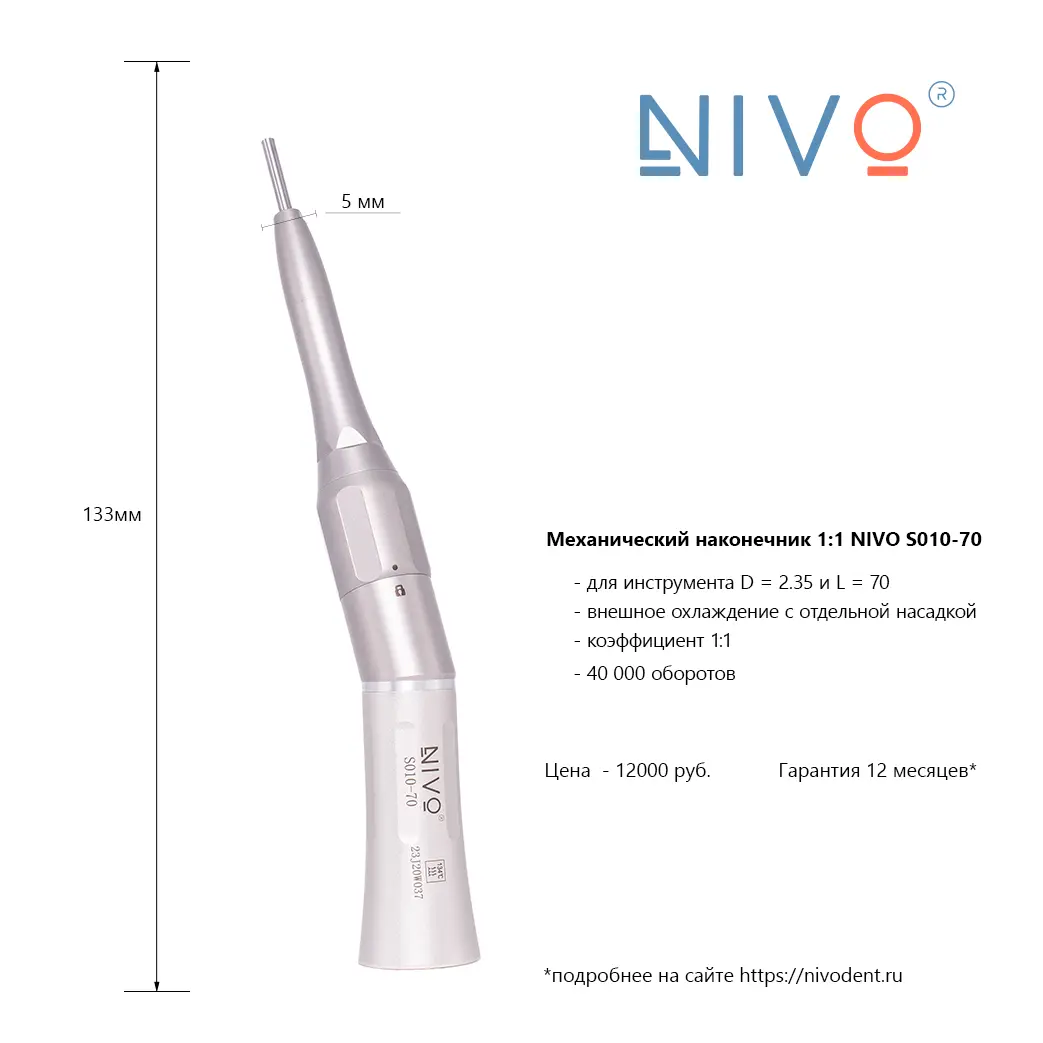 NIVO®
5 мм
133мм
Механический наконечник 1:1 NIVO S010-70
- для инструмента D = 2.35 и L = 70
- внешное охлаждение с отдельной насадкой
- коэффициент 1:1
- 40 000 оборотов
NIVO®
S010-70
Цена - 12000 руб. Гарантия 12 месяцев*
134°C
23J20W037
*подробнее на сайте https://nivodent.ru